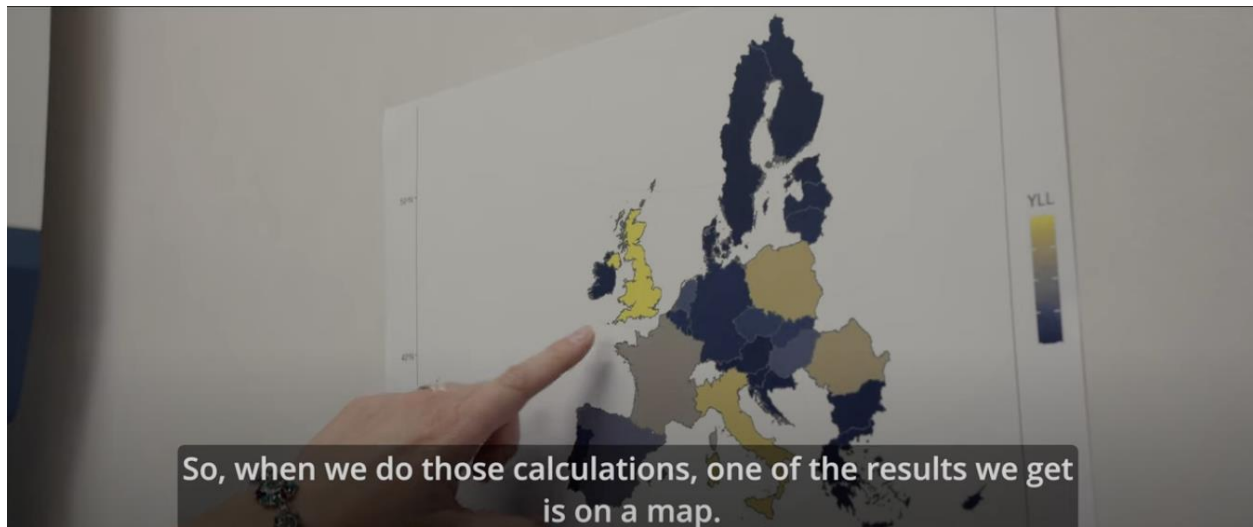 YLL
So, when we do those calculations, one of the results we get
is on a map.